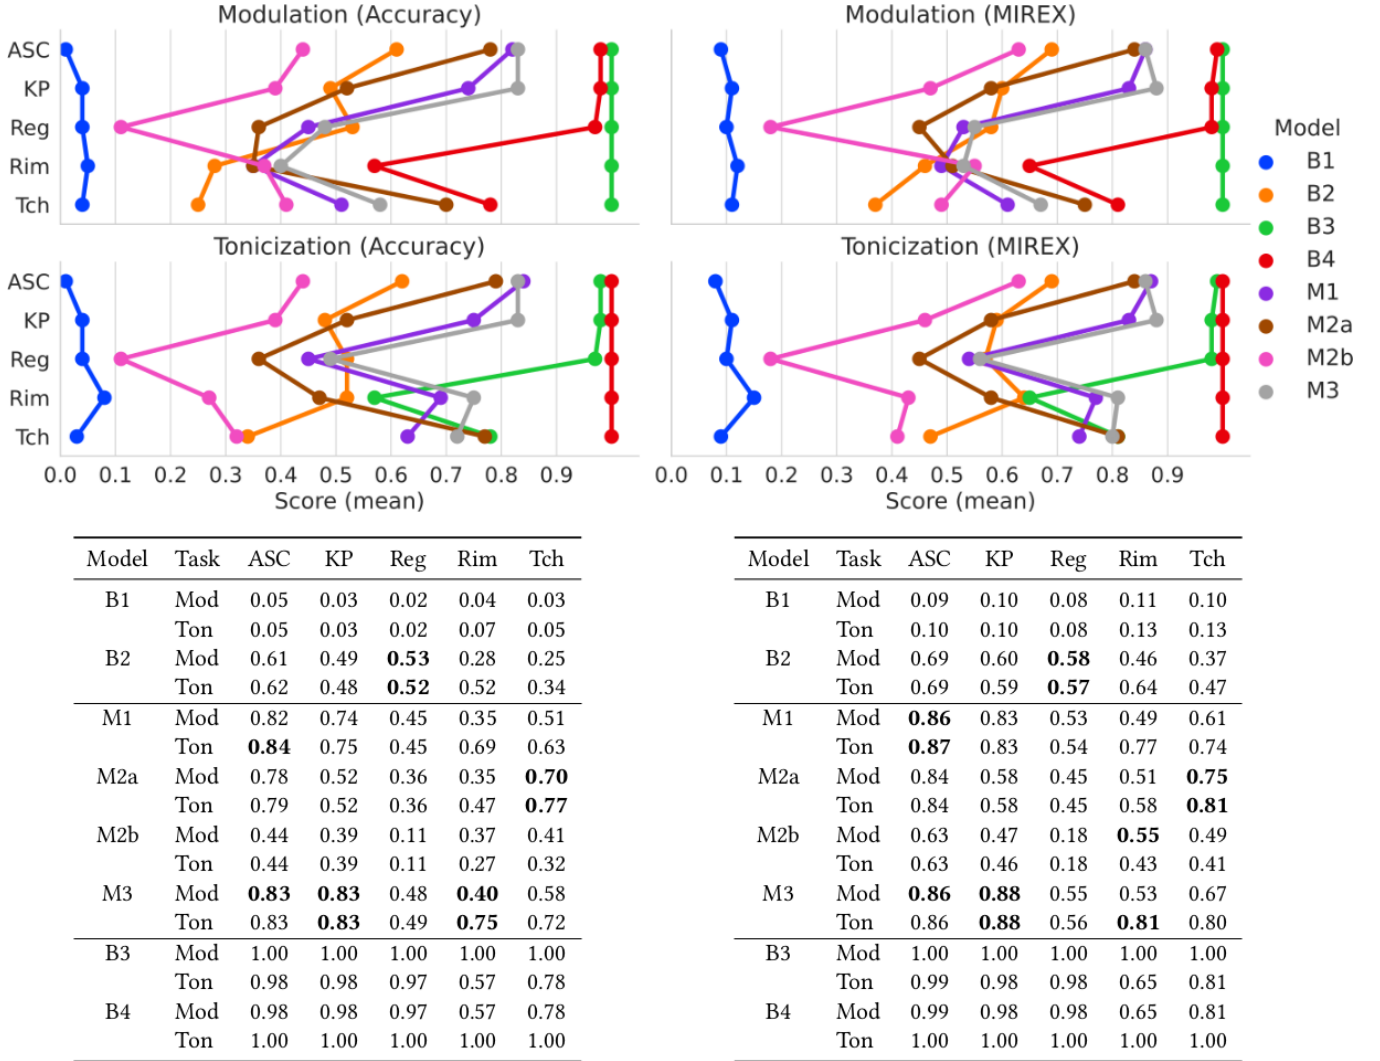 Modulation (Accuracy)
Modulation (MIREX)
ASC
KP
Reg
Rim
Tch
Tonicization (Accuracy)
Tonicization (MIREX)
ASC
KP
Reg
Rim
Tch
0.0 0.1 0.2 0.3 0.4 0.5 0.6 0.7 0.8 0.9
Score (mean)
0.0 0.1 0.2 0.3 0.4 0.5 0.6 0.7 0.8 0.9
Score (mean)
Model
B1
B2
B3
B4
M1
M2a
M2b
M3
Model Task ASC KP Reg Rim Tch
B1 Mod 0.05 0.03 0.02 0.04 0.03
Ton 0.05 0.03 0.02 0.07 0.05
B2 Mod 0.61 0.49 0.53 0.28 0.25
Ton 0.62 0.48 0.52 0.52 0.34
M1 Mod 0.82 0.74 0.45 0.35 0.51
Ton 0.84 0.75 0.45 0.69 0.63
M2a Mod 0.78 0.52 0.36 0.35 0.70
Ton 0.79 0.52 0.36 0.47 0.77
M2b Mod 0.44 0.39 0.11 0.37 0.41
Ton 0.44 0.39 0.11 0.27 0.32
M3 Mod 0.83 0.83 0.48 0.40 0.58
Ton 0.83 0.83 0.49 0.75 0.72
B3 Mod 1.00 1.00 1.00 1.00 1.00
Ton 0.98 0.98 0.97 0.57 0.78
B4 Mod 0.98 0.98 0.97 0.57 0.78
Ton 1.00 1.00 1.00 1.00 1.00
Model Task ASC KP Reg Rim Tch
B1 Mod 0.09 0.10 0.08 0.11 0.10
Ton 0.10 0.10 0.08 0.13 0.13
B2 Mod 0.69 0.60 0.58 0.46 0.37
Ton 0.69 0.59 0.57 0.64 0.47
M1 Mod 0.86 0.83 0.53 0.49 0.61
Ton 0.87 0.83 0.54 0.77 0.74
M2a Mod 0.84 0.58 0.45 0.51 0.75
Ton 0.84 0.58 0.45 0.58 0.81
M2b Mod 0.63 0.47 0.18 0.55 0.49
Ton 0.63 0.46 0.18 0.43 0.41
M3 Mod 0.86 0.88 0.55 0.53 0.67
Ton 0.86 0.88 0.56 0.81 0.80
B3 Mod 1.00 1.00 1.00 1.00 1.00
Ton 0.99 0.98 0.98 0.65 0.81
B4 Mod 0.99 0.98 0.98 0.65 0.81
Ton 1.00 1.00 1.00 1.00 1.00